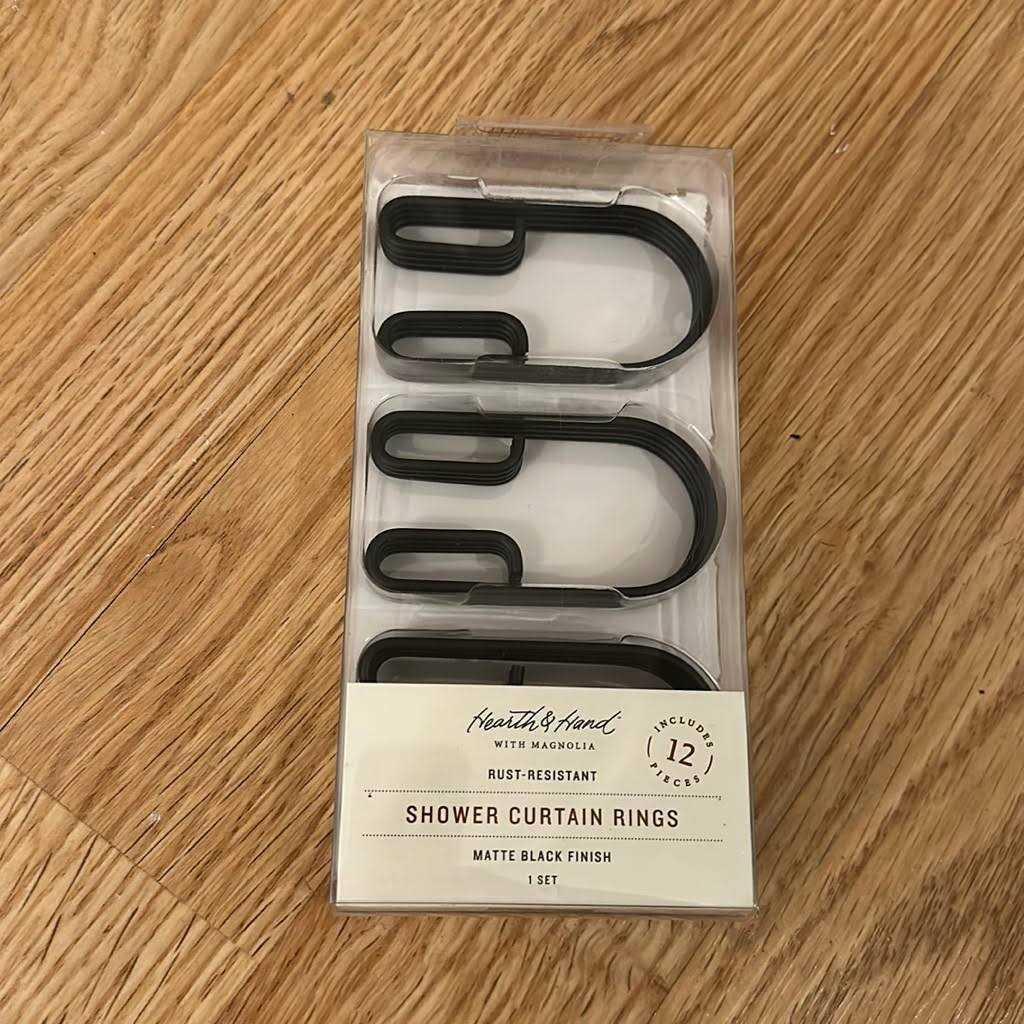 Hearth & Hand
WITH MAGNOLIA
INCLUDES
12
PIECES
RUST-RESISTANT
SHOWER CURTAIN RINGS
MATTE BLACK FINISH
1 SET